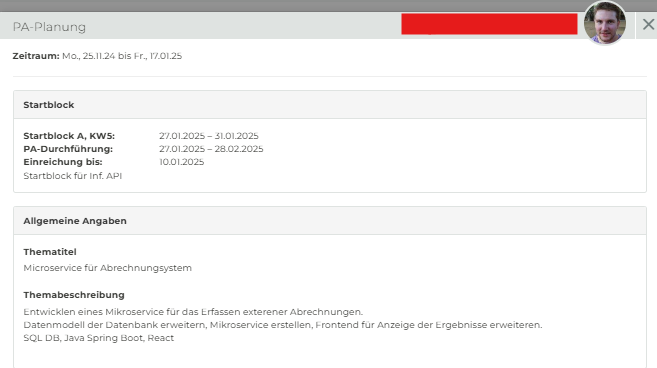 PA-Planung
Zeitraum: Mo., 25.11.24 bis Fr., 17.01.25
Startblock
Startblock A, KW5: 27.01.2025 – 31.01.2025
PA-Durchführung: 27.01.2025 – 28.02.2025
Einreichung bis: 10.01.2025
Startblock für Inf. API
Allgemeine Angaben
Thematitel
Microservice für Abrechnungsystem
Themabeschreibung
Entwicklen eines Mikroservice für das Erfassen exterener Abrechnungen.
Datenmodell der Datenbank erweitern, Mikroservice erstellen, Frontend für Anzeige der Ergebnisse erweiteren.
SQL DB, Java Spring Boot, React